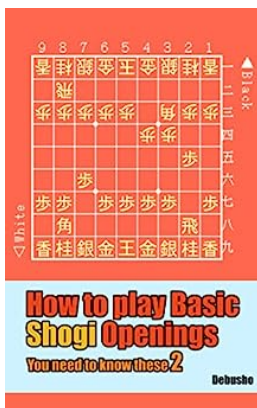 9 8 7 6 5 4 3 2 1
▲Black
香桂銀金王金銀桂香 一
飛 二
歩歩歩歩歩角歩歩 三
歩歩 四
歩 五
歩 六
歩歩歩歩歩歩歩 七
角飛 八
香桂銀金王金銀桂香 九
△White
How to play Basic
Shogi Openings
You need to know these 2
Debusho